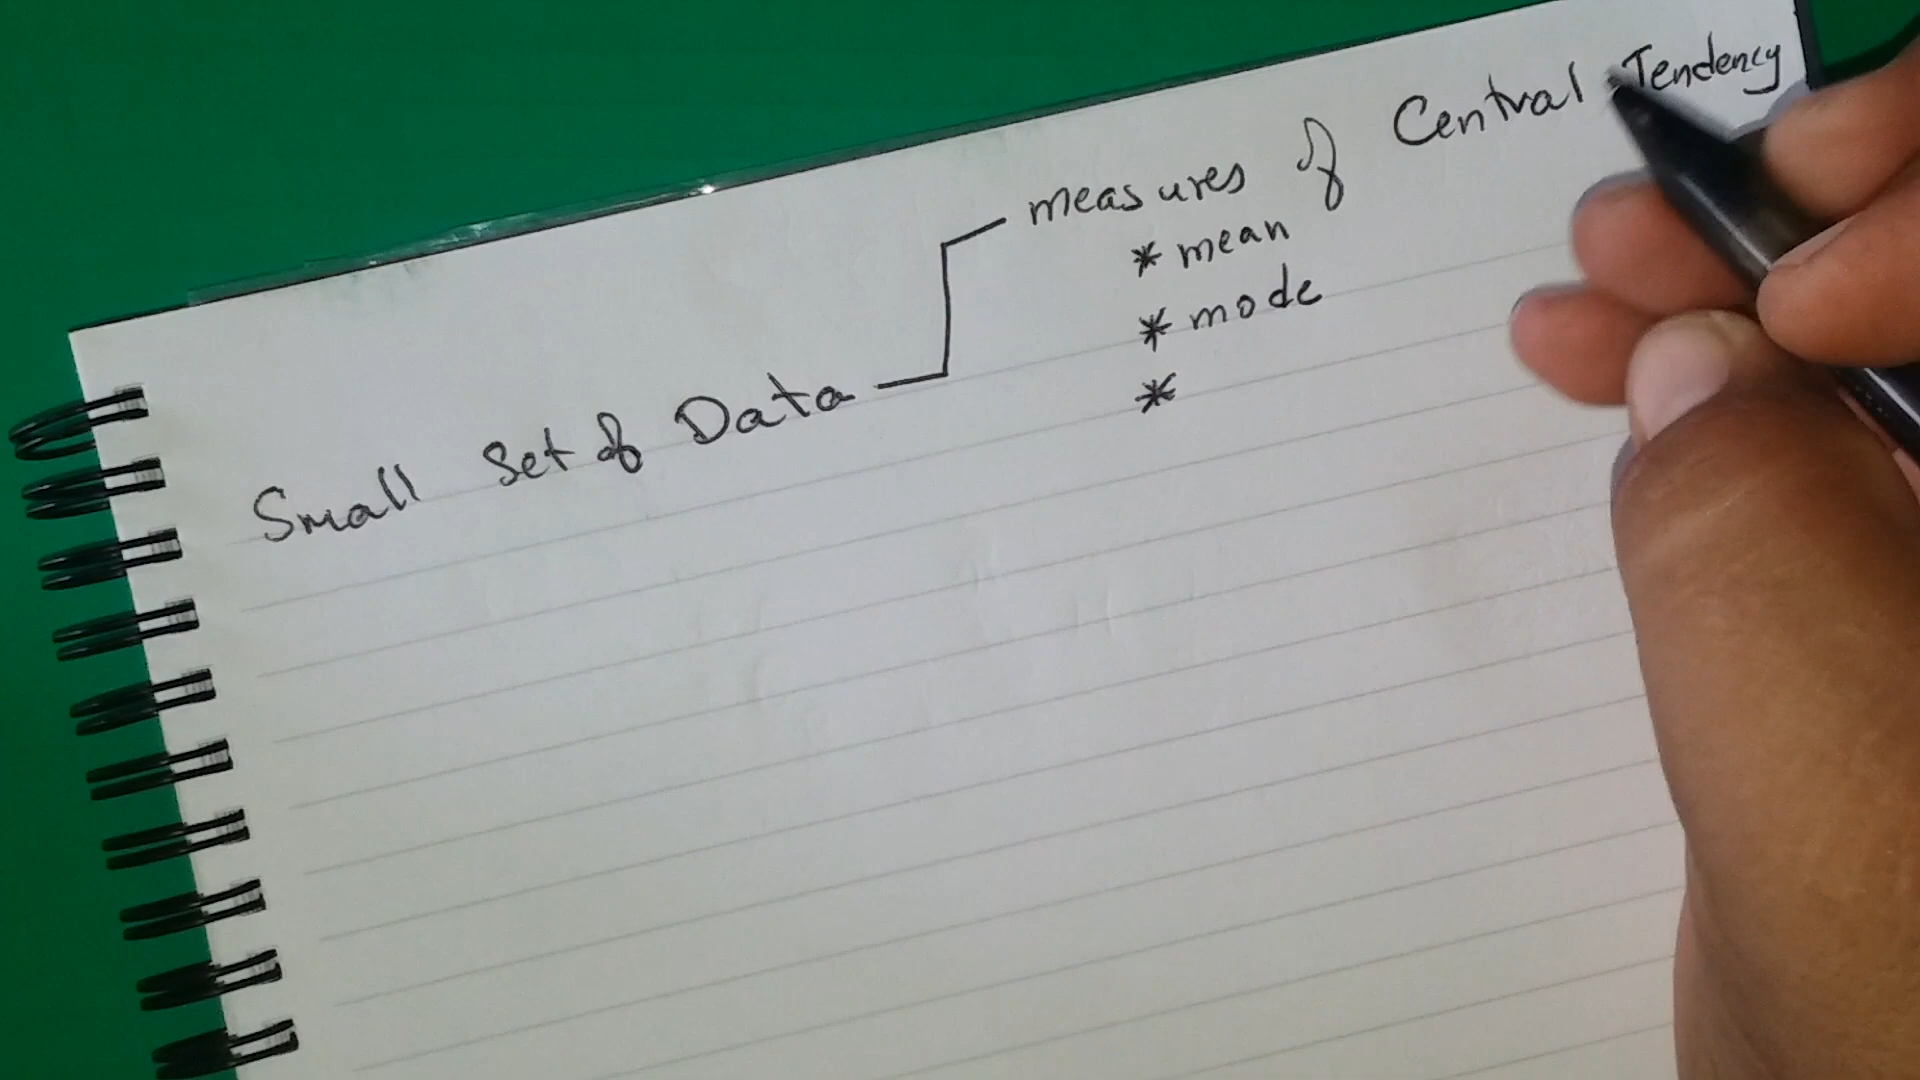 measures of Central Tendency
* mean
* mode
*
Small Set of Data